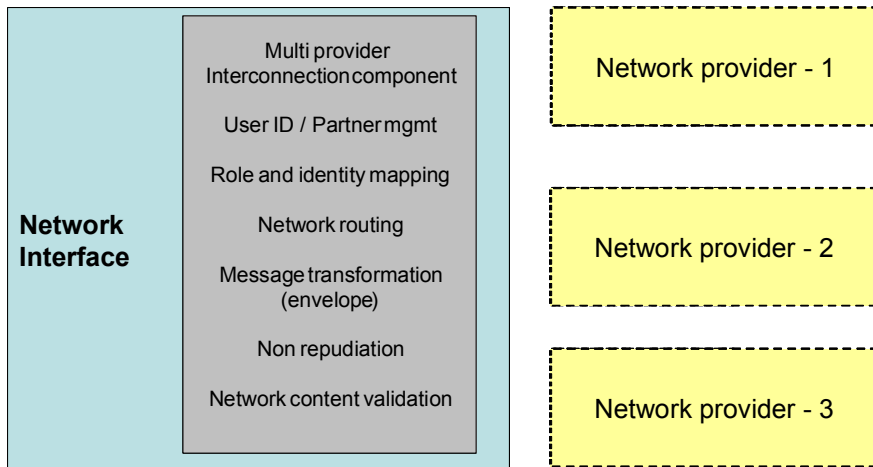 Multi provider
Interconnection component
User ID / Partner mgmt
Role and identity mapping
Network routing
Message transformation
(envelope)
Non repudiation
Network content validation
Network
Interface
Network provider - 1
Network provider - 2
Network provider - 3